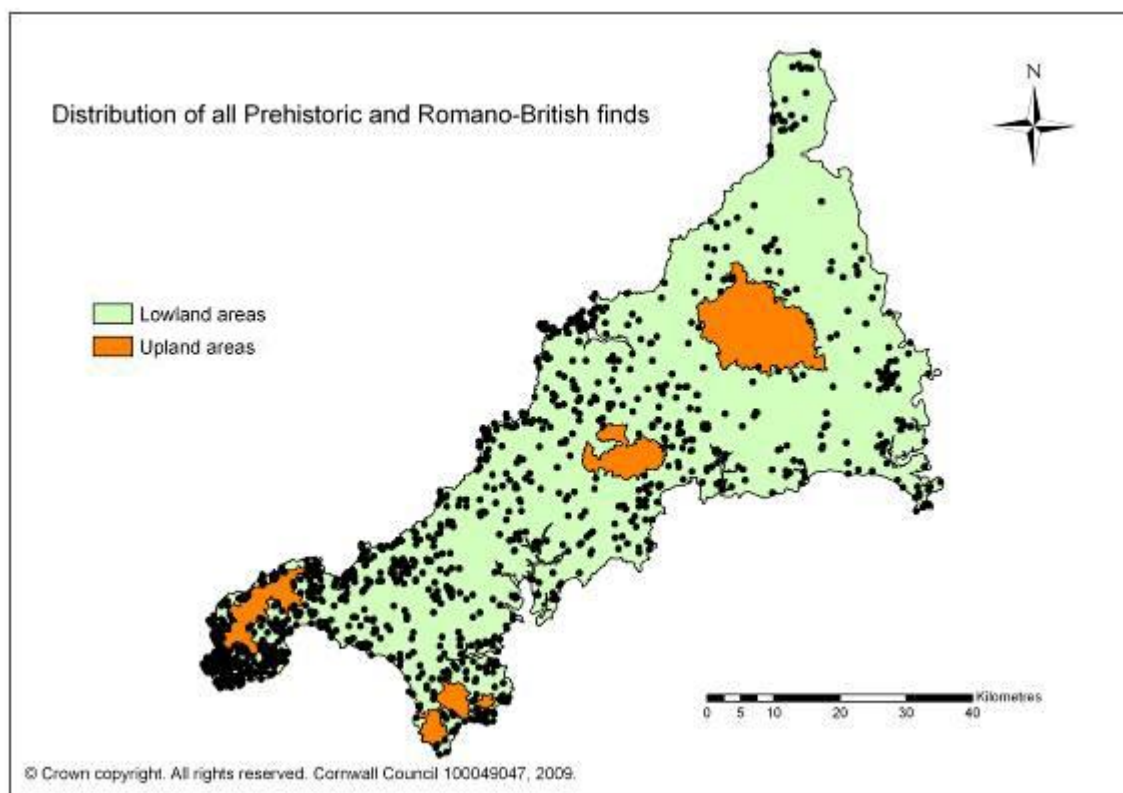 Distribution of all Prehistoric and Romano-British finds
N
Lowland areas
Upland areas
Kilometres
0 5 10 20 30 40
© Crown copyright. All rights reserved. Cornwall Council 100049047, 2009.